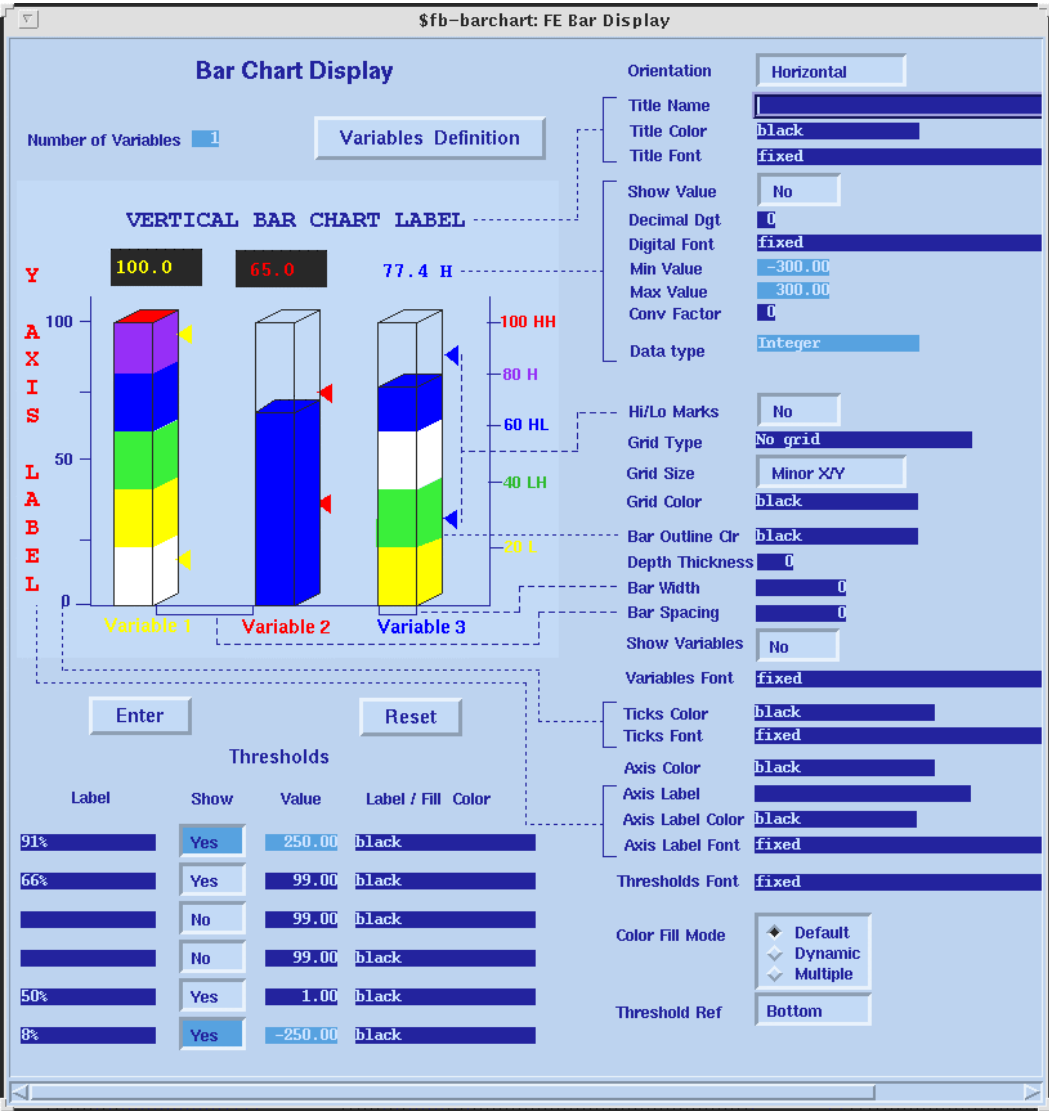 $fb-barchart: FE Bar Display
Bar Chart Display
Number of Variables 1
Variables Definition
VERTICAL BAR CHART LABEL
100.0
65.0
77.4 H
Y AXIS LABEL
100
50
0
100 HH
80 H
60 HL
40 LH
20 L
Variable 1
Variable 2
Variable 3
Enter
Reset
Thresholds
Label Show Value Label / Fill Color
91% Yes 250.00 black
66% Yes 99.00 black
No 99.00 black
No 99.00 black
50% Yes 1.00 black
8% Yes -250.00 black
Orientation Horizontal
Title Name
Title Color black
Title Font fixed
Show Value No
Decimal Dgt 0
Digital Font fixed
Min Value -300.00
Max Value 300.00
Conv Factor 0
Data type Integer
Hi/Lo Marks No
Grid Type No grid
Grid Size Minor X/Y
Grid Color black
Bar Outline Clr black
Depth Thickness 0
Bar Width 0
Bar Spacing 0
Show Variables No
Variables Font fixed
Ticks Color black
Ticks Font fixed
Axis Color black
Axis Label
Axis Label Color black
Axis Label Font fixed
Thresholds Font fixed
Color Fill Mode Default
Dynamic
Multiple
Threshold Ref Bottom